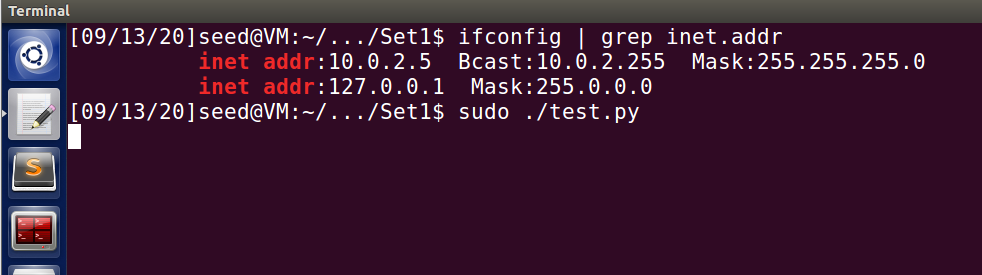 Terminal
[09/13/20]seed@VM:~/.../Set1$ ifconfig | grep inet.addr
inet addr:10.0.2.5  Bcast:10.0.2.255  Mask:255.255.255.0
inet addr:127.0.0.1  Mask:255.0.0.0
[09/13/20]seed@VM:~/.../Set1$ sudo ./test.py